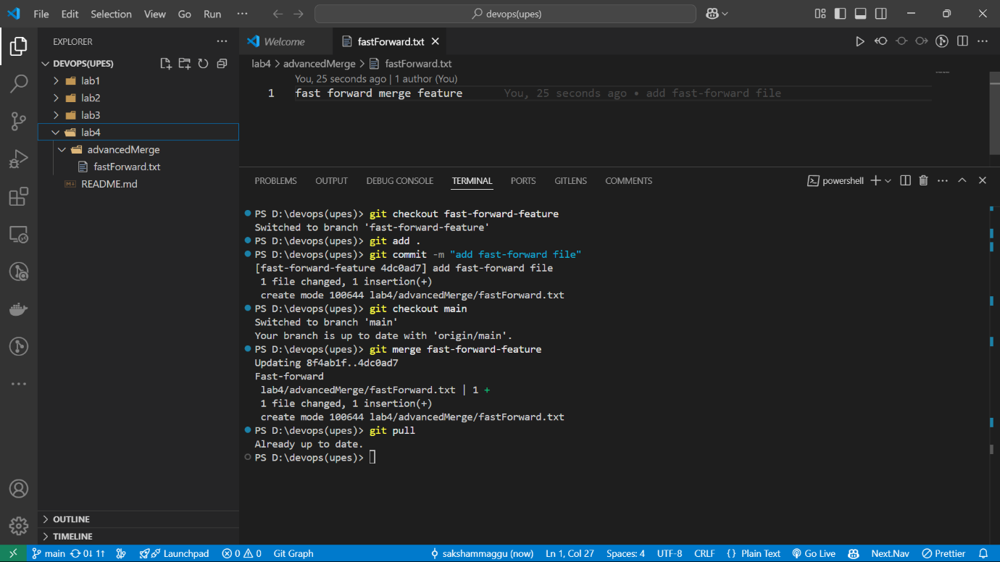 File Edit Selection View Go Run ··· devops(upes)
EXPLORER ···
DEVOPS(UPES)
lab1
lab2
lab3
lab4
advancedMerge
fastForward.txt
README.md
OUTLINE
TIMELINE
Welcome fastForward.txt
lab4 > advancedMerge > fastForward.txt
You, 25 seconds ago | 1 author (You)
1 fast forward merge feature You, 25 seconds ago • add fast-forward file
PROBLEMS OUTPUT DEBUG CONSOLE TERMINAL PORTS GITLENS COMMENTS powershell
PS D:\devops(upes)> git checkout fast-forward-feature
Switched to branch 'fast-forward-feature'
PS D:\devops(upes)> git add .
PS D:\devops(upes)> git commit -m "add fast-forward file"
[fast-forward-feature 4dc0ad7] add fast-forward file
1 file changed, 1 insertion(+)
create mode 100644 lab4/advancedMerge/fastForward.txt
PS D:\devops(upes)> git checkout main
Switched to branch 'main'
Your branch is up to date with 'origin/main'.
PS D:\devops(upes)> git merge fast-forward-feature
Updating 8f4ab1f..4dc0ad7
Fast-forward
lab4/advancedMerge/fastForward.txt | 1 +
1 file changed, 1 insertion(+)
create mode 100644 lab4/advancedMerge/fastForward.txt
PS D:\devops(upes)> git pull
Already up to date.
PS D:\devops(upes)>
main 0↓ 1↑ Launchpad 0 0 Git Graph sakshammaggu (now) Ln 1, Col 27 Spaces: 4 UTF-8 CRLF {} Plain Text Go Live Next.Nav Prettier